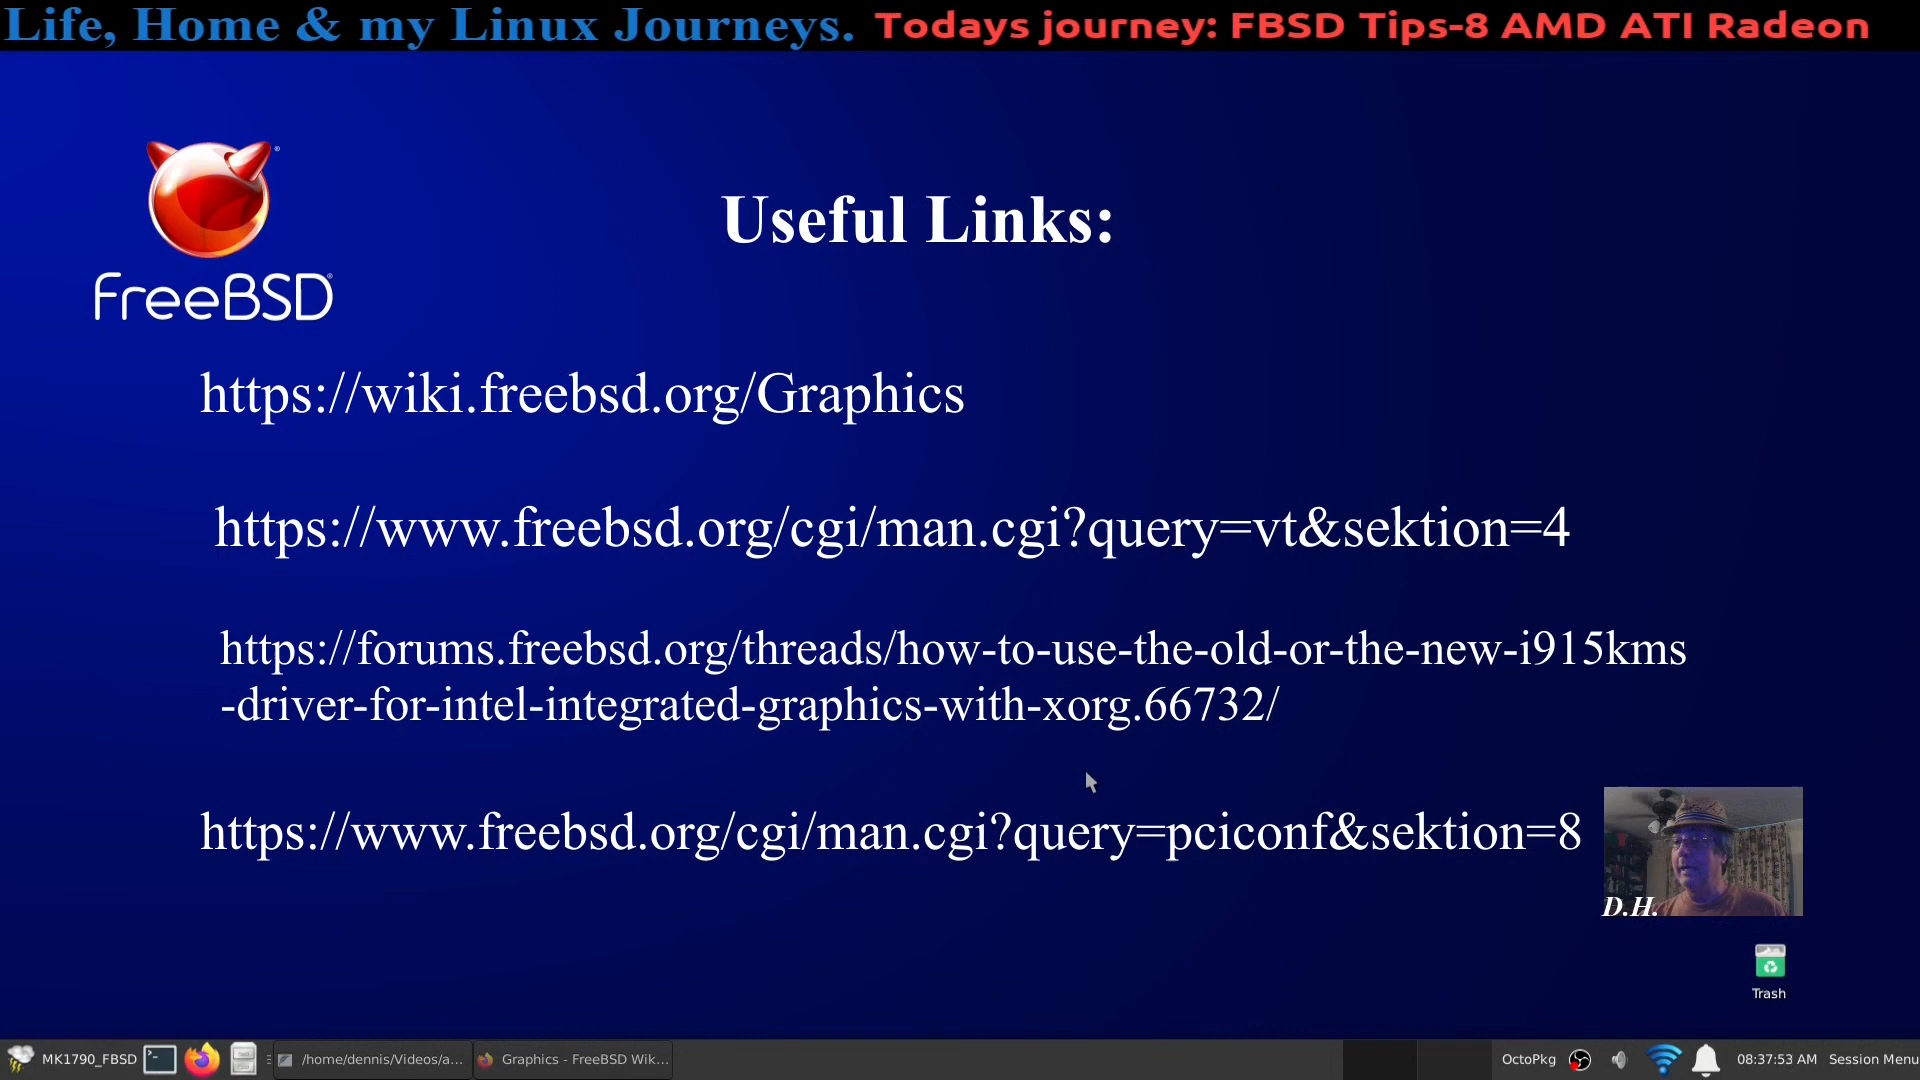 Life, Home & my Linux Journeys. Todays journey: FBSD Tips-8 AMD ATI Radeon
FreeBSD®
Useful Links:
https://wiki.freebsd.org/Graphics
https://www.freebsd.org/cgi/man.cgi?query=vt&sektion=4
https://forums.freebsd.org/threads/how-to-use-the-old-or-the-new-i915kms
-driver-for-intel-integrated-graphics-with-xorg.66732/
https://www.freebsd.org/cgi/man.cgi?query=pciconf&sektion=8
D.H.
Trash
MK1790_FBSD /home/dennis/Videos/a... Graphics - FreeBSD Wik... OctoPkg 08:37:53 AM Session Menu